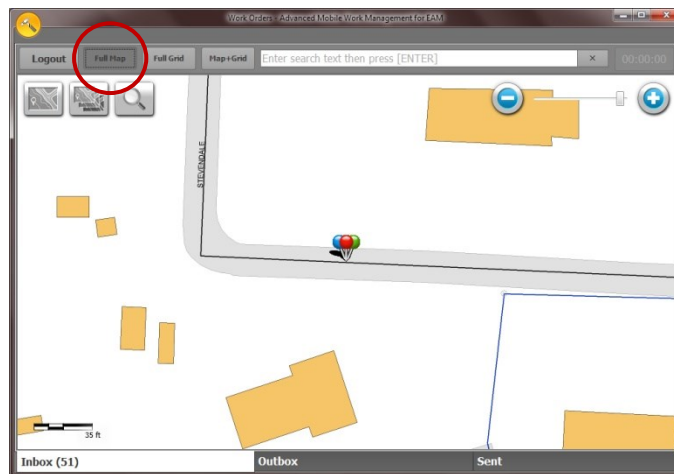 Work Orders - Advanced Mobile Work Management for EAM
Logout Full Map Full Grid Map+Grid Enter search text then press [ENTER] × 00:00:00
STEVENDALE
35 ft
Inbox (51) Outbox Sent